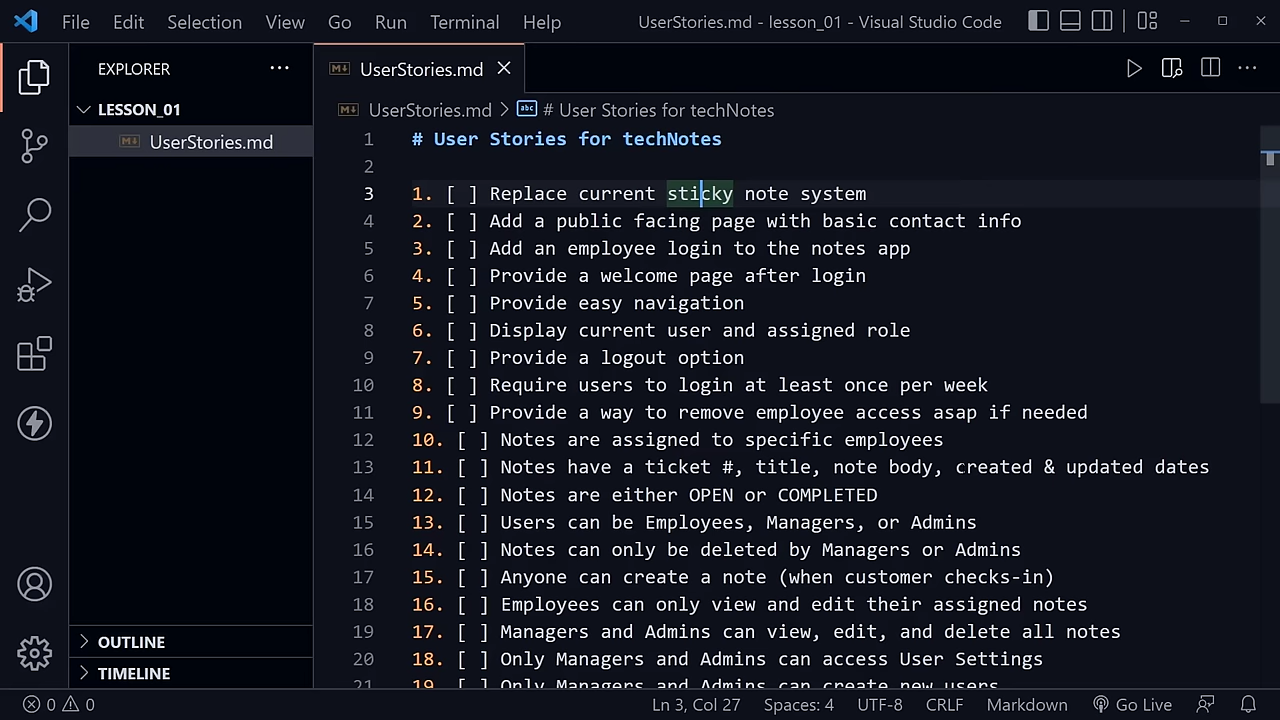 File Edit Selection View Go Run Terminal Help UserStories.md - lesson_01 - Visual Studio Code
EXPLORER
LESSON_01
UserStories.md
OUTLINE
TIMELINE
UserStories.md
UserStories.md > # User Stories for techNotes
1 # User Stories for techNotes
2
3 1. [ ] Replace current sticky note system
4 2. [ ] Add a public facing page with basic contact info
5 3. [ ] Add an employee login to the notes app
6 4. [ ] Provide a welcome page after login
7 5. [ ] Provide easy navigation
8 6. [ ] Display current user and assigned role
9 7. [ ] Provide a logout option
10 8. [ ] Require users to login at least once per week
11 9. [ ] Provide a way to remove employee access asap if needed
12 10. [ ] Notes are assigned to specific employees
13 11. [ ] Notes have a ticket #, title, note body, created & updated dates
14 12. [ ] Notes are either OPEN or COMPLETED
15 13. [ ] Users can be Employees, Managers, or Admins
16 14. [ ] Notes can only be deleted by Managers or Admins
17 15. [ ] Anyone can create a note (when customer checks-in)
18 16. [ ] Employees can only view and edit their assigned notes
19 17. [ ] Managers and Admins can view, edit, and delete all notes
20 18. [ ] Only Managers and Admins can access User Settings
21 19. [ ] Only Managers and Admins can create new users
0 0 Ln 3, Col 27 Spaces: 4 UTF-8 CRLF Markdown Go Live